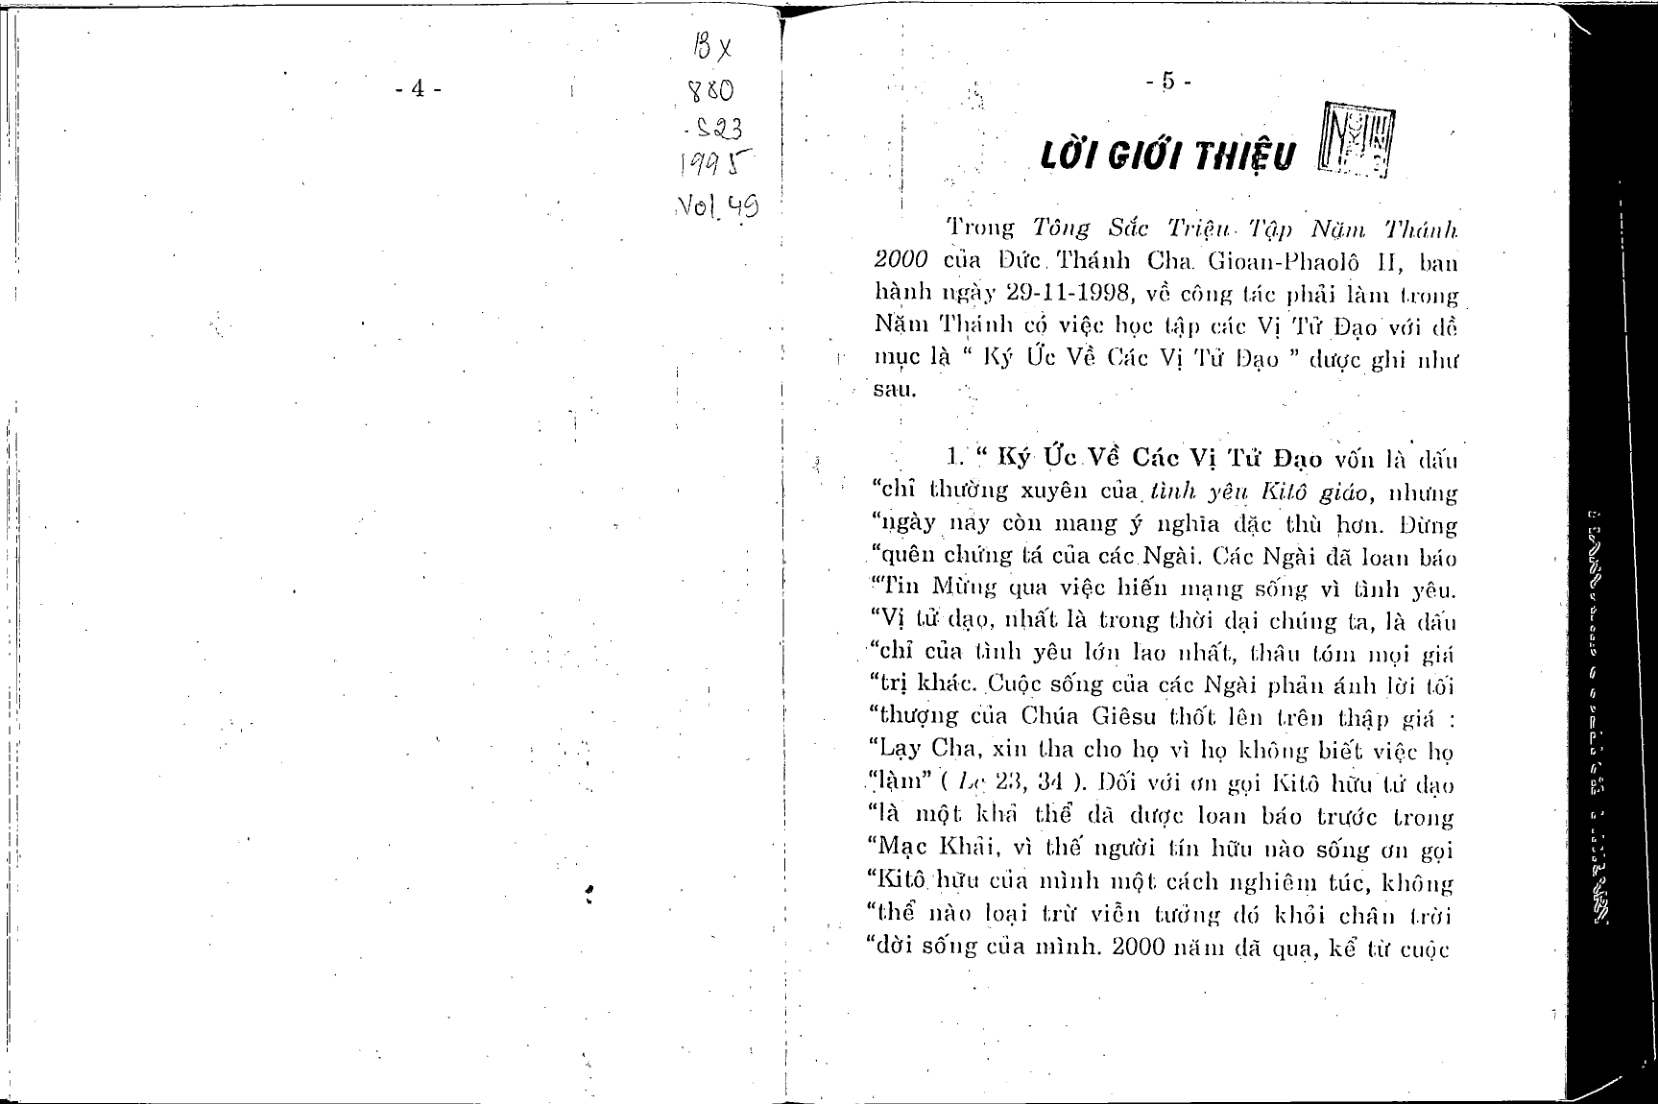 - 4 -
BX
880
.S23
1995
Vol. 49
- 5 -
LỜI GIỚI THIỆU
Trong Tông Sắc Triệu Tập Năm Thánh
2000 của Đức Thánh Cha Gioan-Phaolô II, ban
hành ngày 29-11-1998, về công tác phải làm trong
Năm Thánh có việc học tập các Vị Tử Đạo với đề
mục là “ Ký Ức Về Các Vị Tử Đạo ” được ghi như
sau.
1. “ Ký Ức Về Các Vị Tử Đạo vốn là dấu
“chỉ thường xuyên của tình yêu Kitô giáo, nhưng
“ngày nay còn mang ý nghĩa đặc thù hơn. Đừng
“quên chứng tá của các Ngài. Các Ngài đã loan báo
“Tin Mừng qua việc hiến mạng sống vì tình yêu.
“Vị tử đạo, nhất là trong thời đại chúng ta, là dấu
“chỉ của tình yêu lớn lao nhất, thâu tóm mọi giá
“trị khác. Cuộc sống của các Ngài phản ánh lời tối
“thượng của Chúa Giêsu thốt lên trên thập giá :
“Lạy Cha, xin tha cho họ vì họ không biết việc họ
“làm” ( Lc 23, 34 ). Đối với ơn gọi Kitô hữu tử đạo
“là một khả thể đã được loan báo trước trong
“Mạc Khải, vì thế người tín hữu nào sống ơn gọi
“Kitô hữu của mình một cách nghiêm túc, không
“thể nào loại trừ viễn tưởng đó khỏi chân trời
“đời sống của mình. 2000 năm đã qua, kể từ cuộc